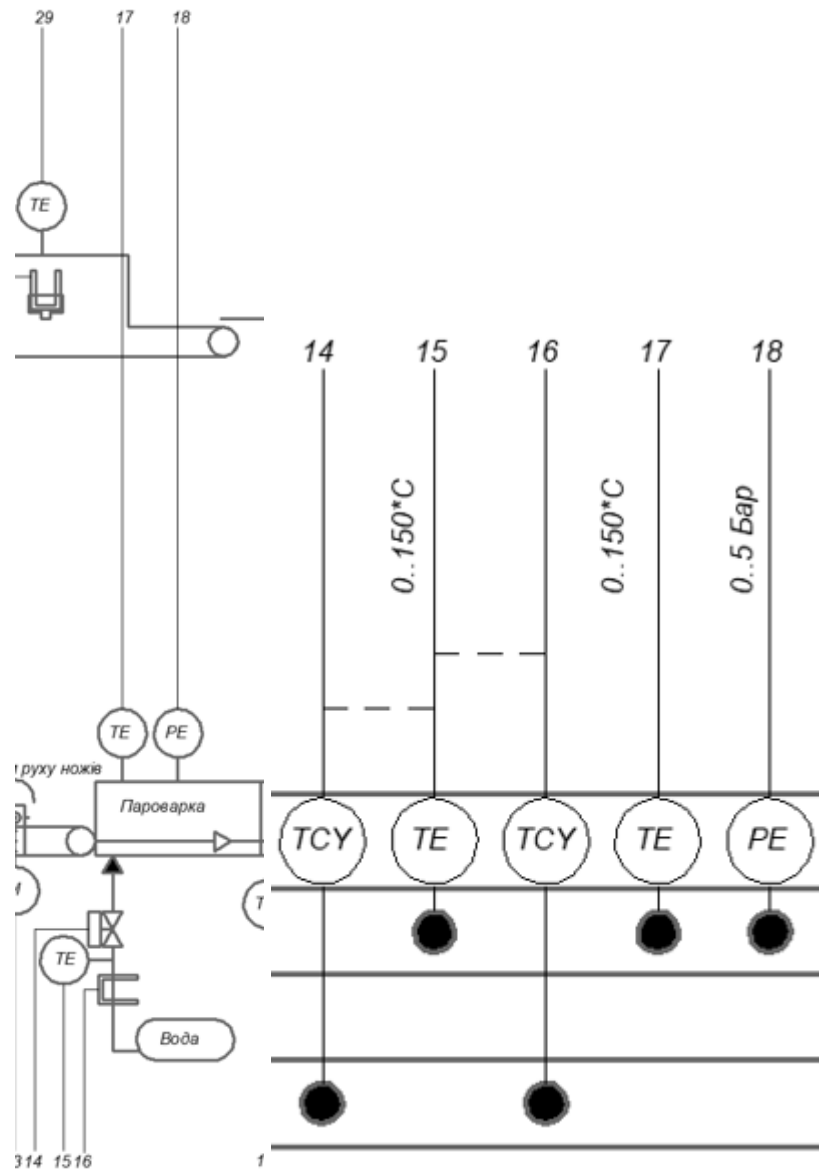 29 17 18
TE
14 15 16 17 18
0..150*C 0..150*C 0..5 Бар
TE PE
руху ножів
Пароварка
TCY TE TCY TE PE
TE
Вода
14 15 16